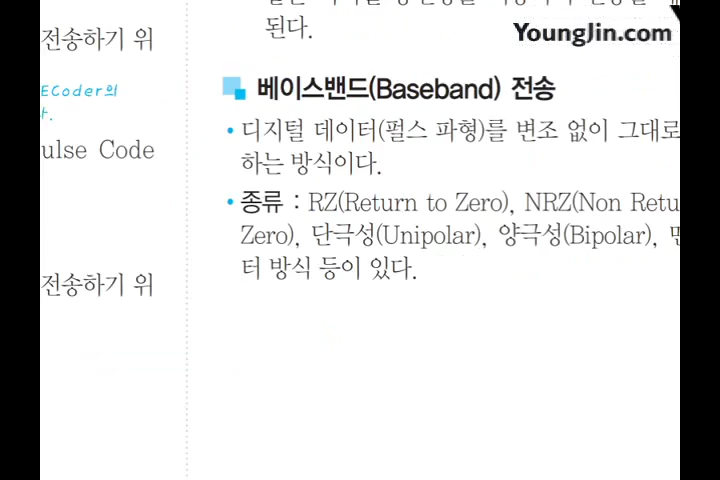 전송하기 위
ECoder의
ulse Code
전송하기 위
된다.
YoungJin.com
베이스밴드(Baseband) 전송
• 디지털 데이터(펄스 파형)를 변조 없이 그대로
하는 방식이다.
• 종류 : RZ(Return to Zero), NRZ(Non Retu
Zero), 단극성(Unipolar), 양극성(Bipolar),
터 방식 등이 있다.